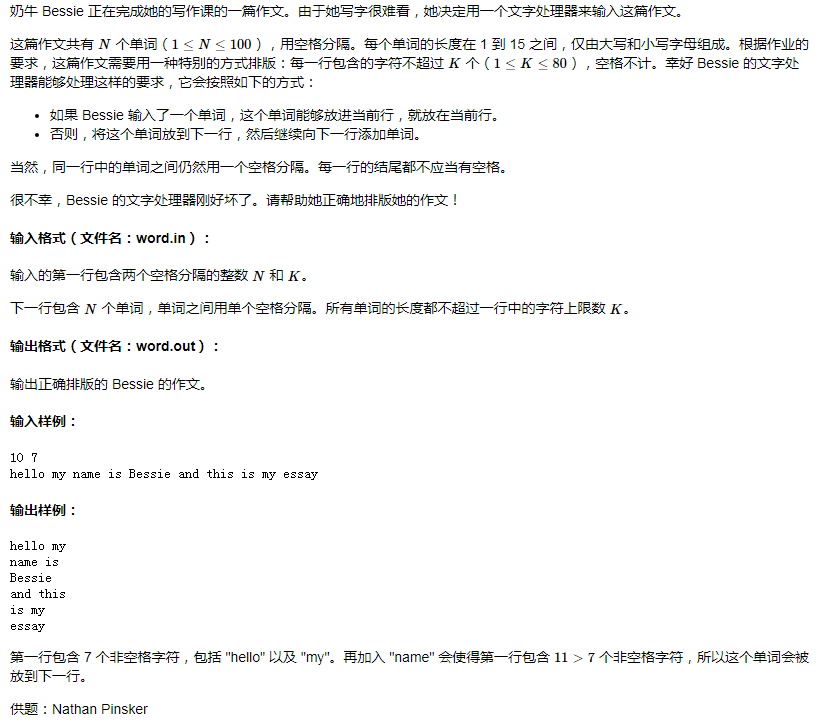 奶牛 Bessie 正在完成她的写作课的一篇作文。由于她写字很难看，她决定用一个文字处理器来输入这篇作文。
这篇作文共有 N 个单词（1 ≤ N ≤ 100），用空格分隔。每个单词的长度在 1 到 15 之间，仅由大写和小写字母组成。根据作业的
要求，这篇作文需要用一种特别的方式排版：每一行包含的字符不超过 K 个（1 ≤ K ≤ 80），空格不计。幸好 Bessie 的文字处
理器能够处理这样的要求，它会按照如下的方式：
• 如果 Bessie 输入了一个单词，这个单词能够放进当前行，就放在当前行。
• 否则，将这个单词放到下一行，然后继续向下一行添加单词。
当然，同一行中的单词之间仍然用一个空格分隔。每一行的结尾都不应当有空格。
很不幸，Bessie 的文字处理器刚好坏了。请帮助她正确地排版她的作文！
输入格式（文件名：word.in）：
输入的第一行包含两个空格分隔的整数 N 和 K。
下一行包含 N 个单词，单词之间用单个空格分隔。所有单词的长度都不超过一行中的字符上限数 K。
输出格式（文件名：word.out）：
输出正确排版的 Bessie 的作文。
输入样例：
10 7
hello my name is Bessie and this is my essay
输出样例：
hello my
name is
Bessie
and this
is my
essay
第一行包含 7 个非空格字符，包括 "hello" 以及 "my"。再加入 "name" 会使得第一行包含 11 > 7 个非空格字符，所以这个单词会被
放到下一行。
供题：Nathan Pinsker